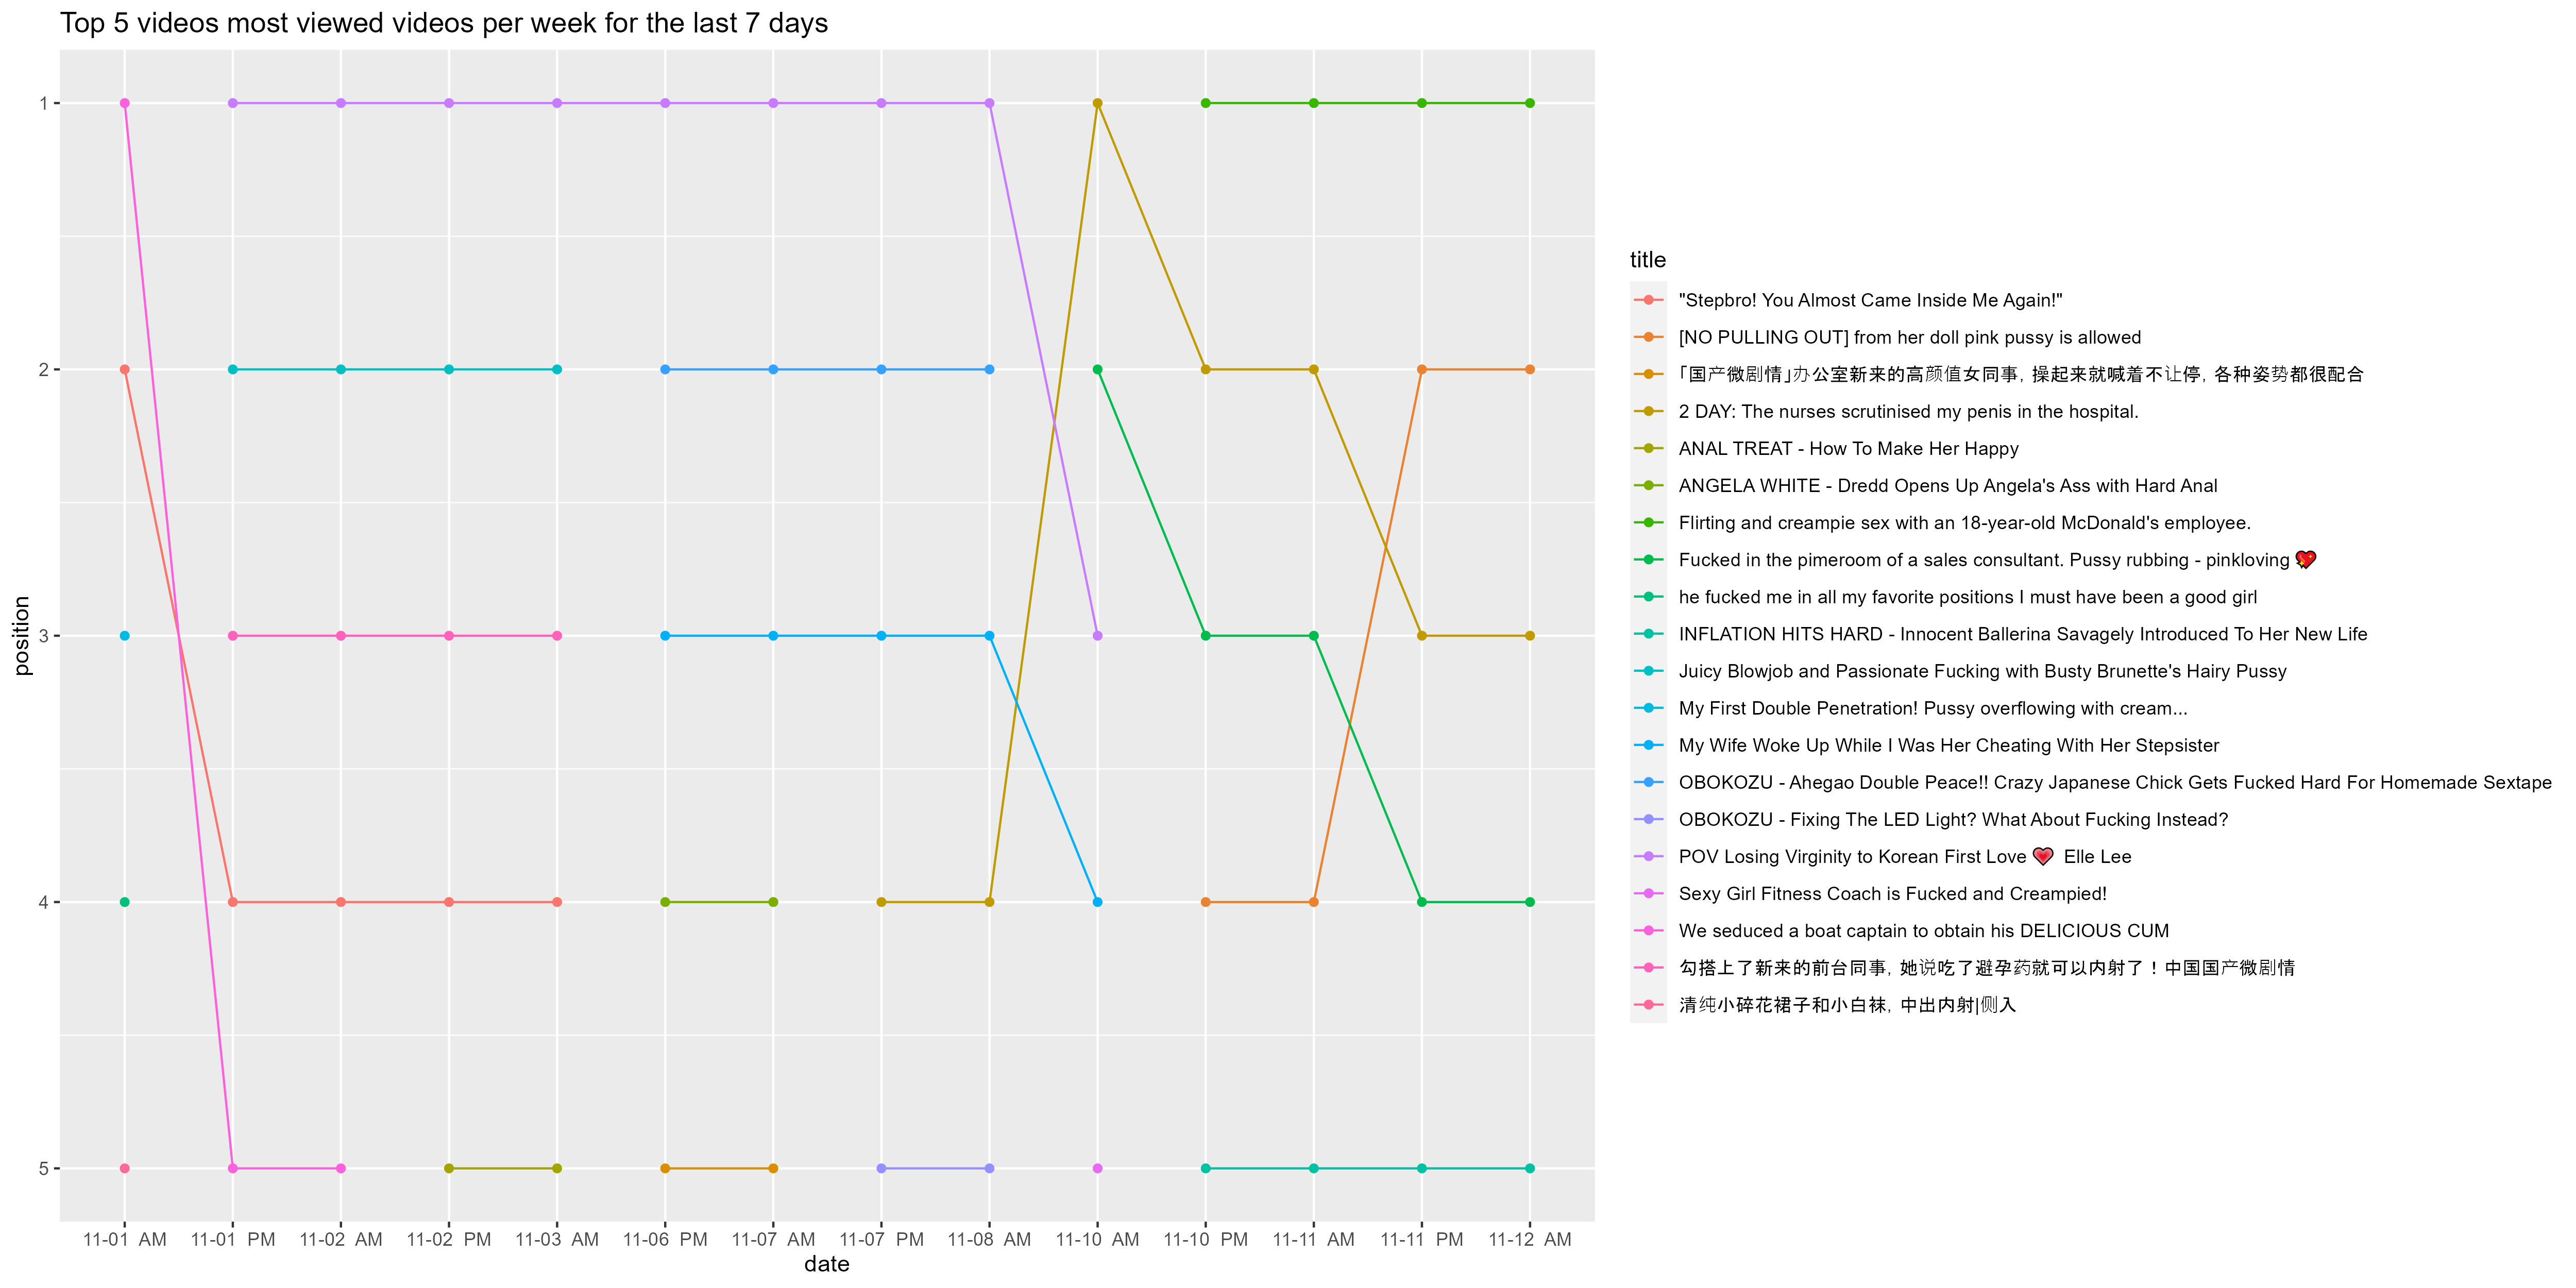 Top 5 videos most viewed videos per week for the last 7 days
position
1
2
3
4
5
11-01 AM
11-01 PM
11-02 AM
11-02 PM
11-03 AM
11-06 PM
11-07 AM
11-07 PM
11-08 AM
11-10 AM
11-10 PM
11-11 AM
11-11 PM
11-12 AM
date
title
"Stepbro! You Almost Came Inside Me Again!"
[NO PULLING OUT] from her doll pink pussy is allowed
「国产微剧情」办公室新来的高颜值女同事, 操起来就喊着不让停, 各种姿势都很配合
2 DAY: The nurses scrutinised my penis in the hospital.
ANAL TREAT - How To Make Her Happy
ANGELA WHITE - Dredd Opens Up Angela's Ass with Hard Anal
Flirting and creampie sex with an 18-year-old McDonald's employee.
Fucked in the pimeroom of a sales consultant. Pussy rubbing - pinkloving 💖
he fucked me in all my favorite positions I must have been a good girl
INFLATION HITS HARD - Innocent Ballerina Savagely Introduced To Her New Life
Juicy Blowjob and Passionate Fucking with Busty Brunette's Hairy Pussy
My First Double Penetration! Pussy overflowing with cream...
My Wife Woke Up While I Was Her Cheating With Her Stepsister
OBOKOZU - Ahegao Double Peace!! Crazy Japanese Chick Gets Fucked Hard For Homemade Sextape
OBOKOZU - Fixing The LED Light? What About Fucking Instead?
POV Losing Virginity to Korean First Love 💗 Elle Lee
Sexy Girl Fitness Coach is Fucked and Creampied!
We seduced a boat captain to obtain his DELICIOUS CUM
勾搭上了新来的前台同事, 她说吃了避孕药就可以内射了！中国国产微剧情
清纯小碎花裙子和小白袜, 中出内射|侧入